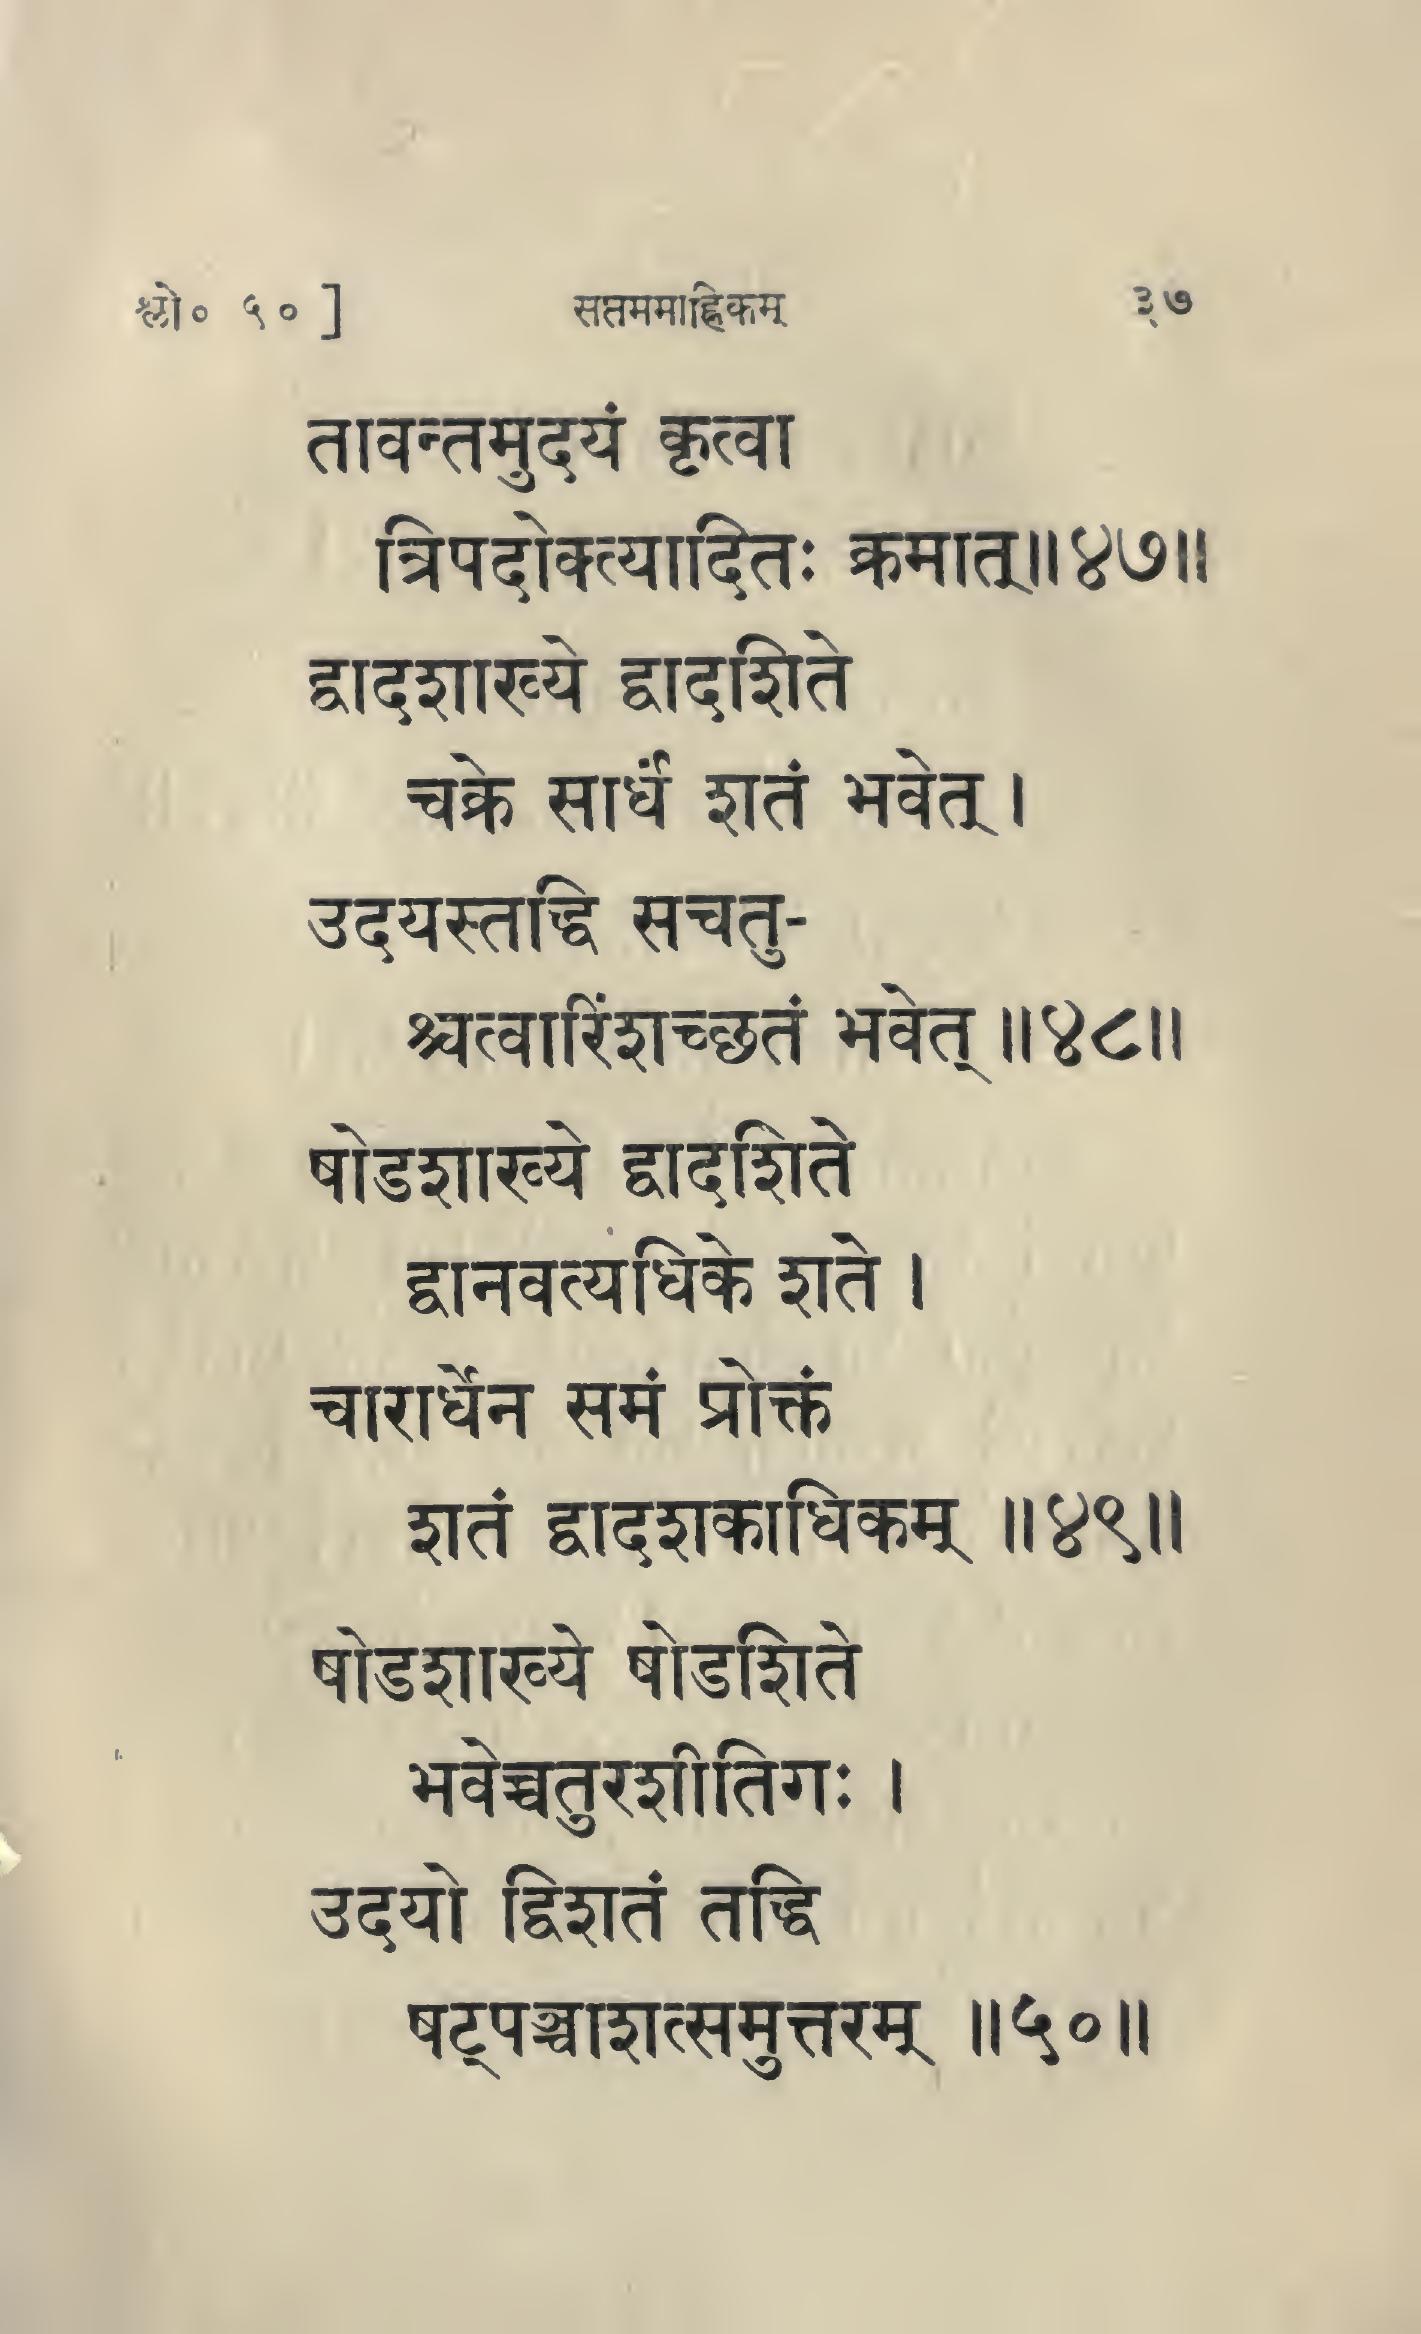 श्लो० ५०] सप्तममाह्निकम् ३७
तावन्तमुदयं कृत्वा
त्रिपदोक्त्यादितः क्रमात्॥४७॥
द्वादशाख्ये द्वादशिते
चक्रे सार्धं शतं भवेत् ।
उदयस्तद्धि सचतु-
श्चत्वारिंशच्छतं भवेत् ॥४८॥
षोडशाख्ये द्वादशिते
द्वानवत्यधिके शते ।
चारार्धेन समं प्रोक्तं
शतं द्वादशकाधिकम् ॥४९॥
षोडशाख्ये षोडशिते
भवेच्चतुरशीतिगः ।
उदयो द्विशतं तद्धि
षट्पञ्चाशत्समुत्तरम् ॥५०॥